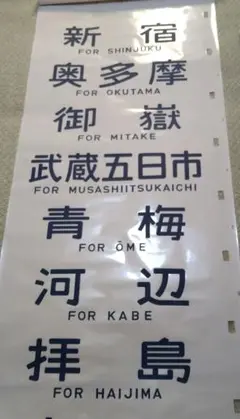 新宿
FOR SHINJUKU
奥多摩
FOR OKUTAMA
御嶽
FOR MITAKE
武蔵五日市
FOR MUSASHIITSUKAICHI
青梅
FOR ŌME
河辺
FOR KABE
拝島
FOR HAIJIMA